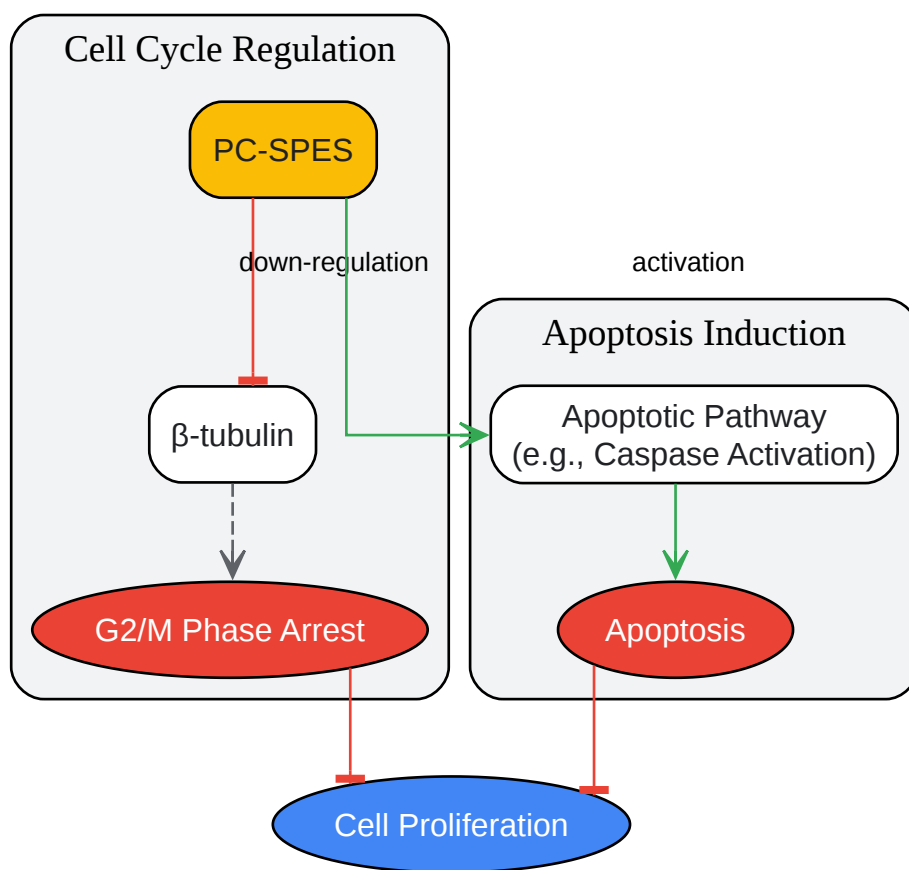 Cell Cycle Regulation
PC-SPES
down-regulation
activation
Apoptosis Induction
β-tubulin
Apoptotic Pathway
(e.g., Caspase Activation)
G2/M Phase Arrest
Apoptosis
Cell Proliferation